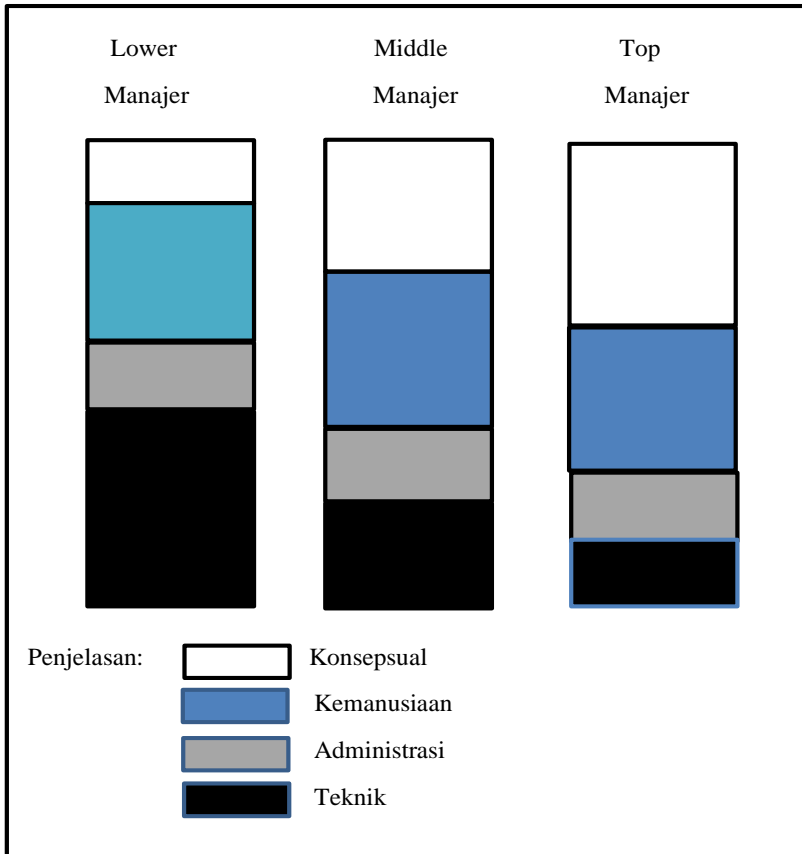 Lower Middle Top
Manajer Manajer Manajer
Penjelasan: Konsepsual
Kemanusiaan
Administrasi
Teknik